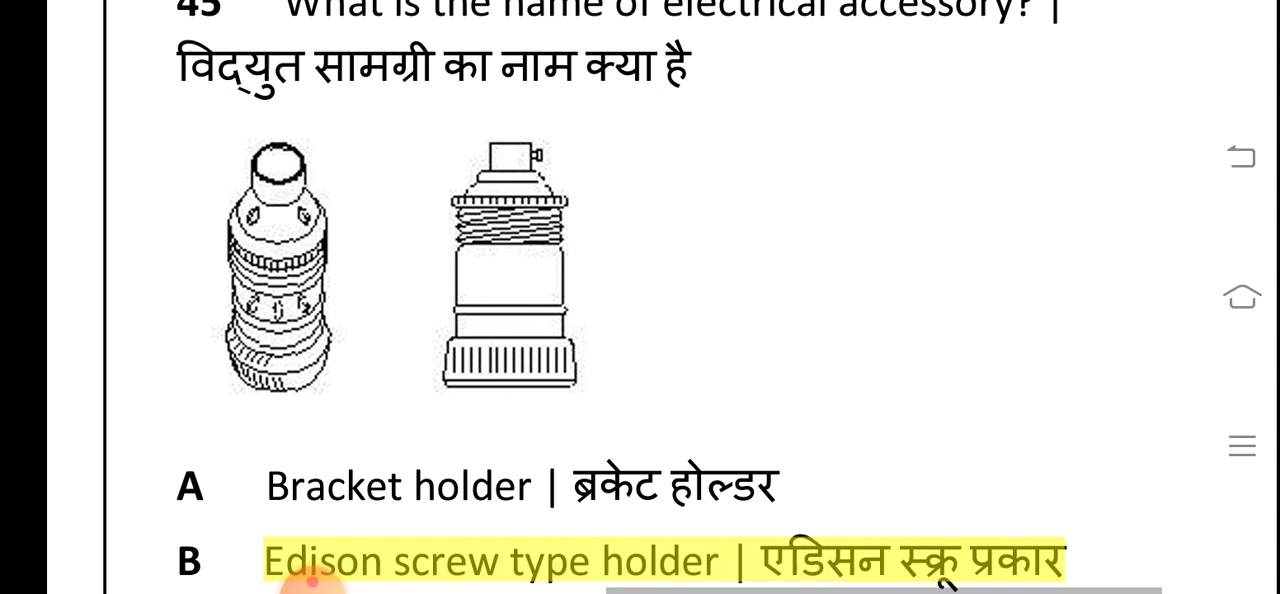 45 What is the name of electrical accessory? |
विद्युत सामग्री का नाम क्या है
A Bracket holder | ब्रकेट होल्डर
B Edison screw type holder | एडिसन स्क्रू प्रकार